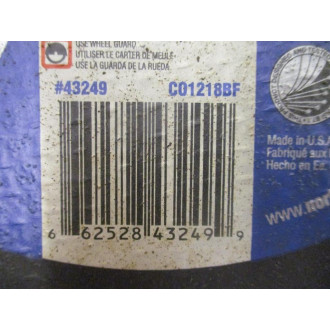 USE WHEEL GUARD
UTILISER LE CARTER DE MEULE
USE LA GUARDA DE LA RUEDA
#43249 C01218BF
Made in U.S.A
Fabriqué aux
Hecho en
6 62528 43249 9
www.nor